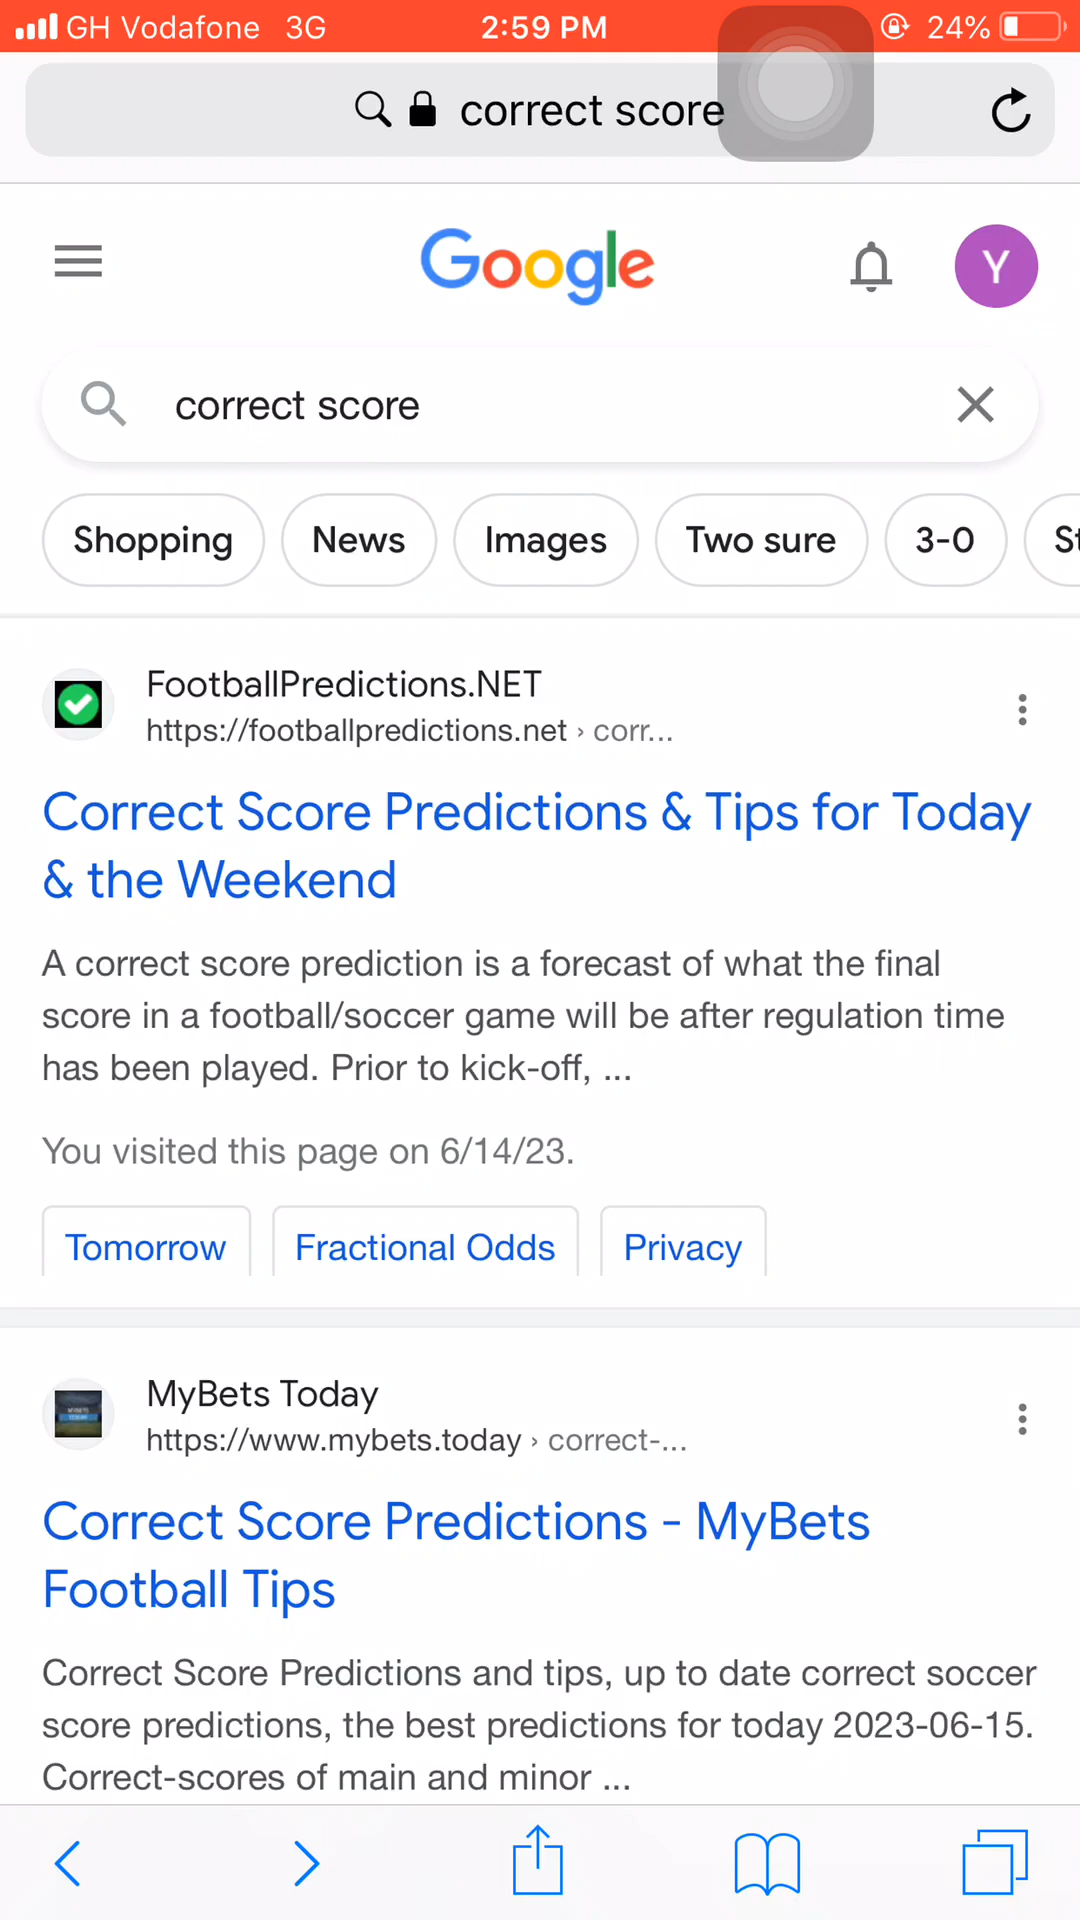 GH Vodafone 3G 2:59 PM 24%
correct score
Google
Y
correct score
Shopping News Images Two sure 3-0 St
FootballPredictions.NET
https://footballpredictions.net › corr...
Correct Score Predictions & Tips for Today
& the Weekend
A correct score prediction is a forecast of what the final
score in a football/soccer game will be after regulation time
has been played. Prior to kick-off, ...
You visited this page on 6/14/23.
Tomorrow Fractional Odds Privacy
MyBets Today
https://www.mybets.today › correct-...
Correct Score Predictions - MyBets
Football Tips
Correct Score Predictions and tips, up to date correct soccer
score predictions, the best predictions for today 2023-06-15.
Correct-scores of main and minor ...